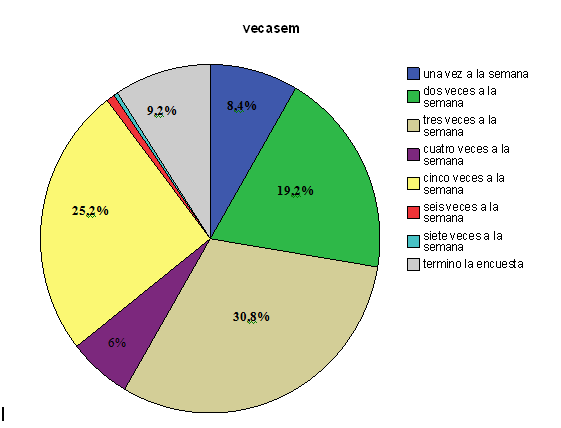 vecasem
8,4%
19,2%
30,8%
6%
25,2%
9,2%
una vez a la semana
dos veces a la
semana
tres veces a la
semana
cuatro veces a la
semana
cinco veces a la
semana
seis veces a la
semana
siete veces a la
semana
termino la encuesta